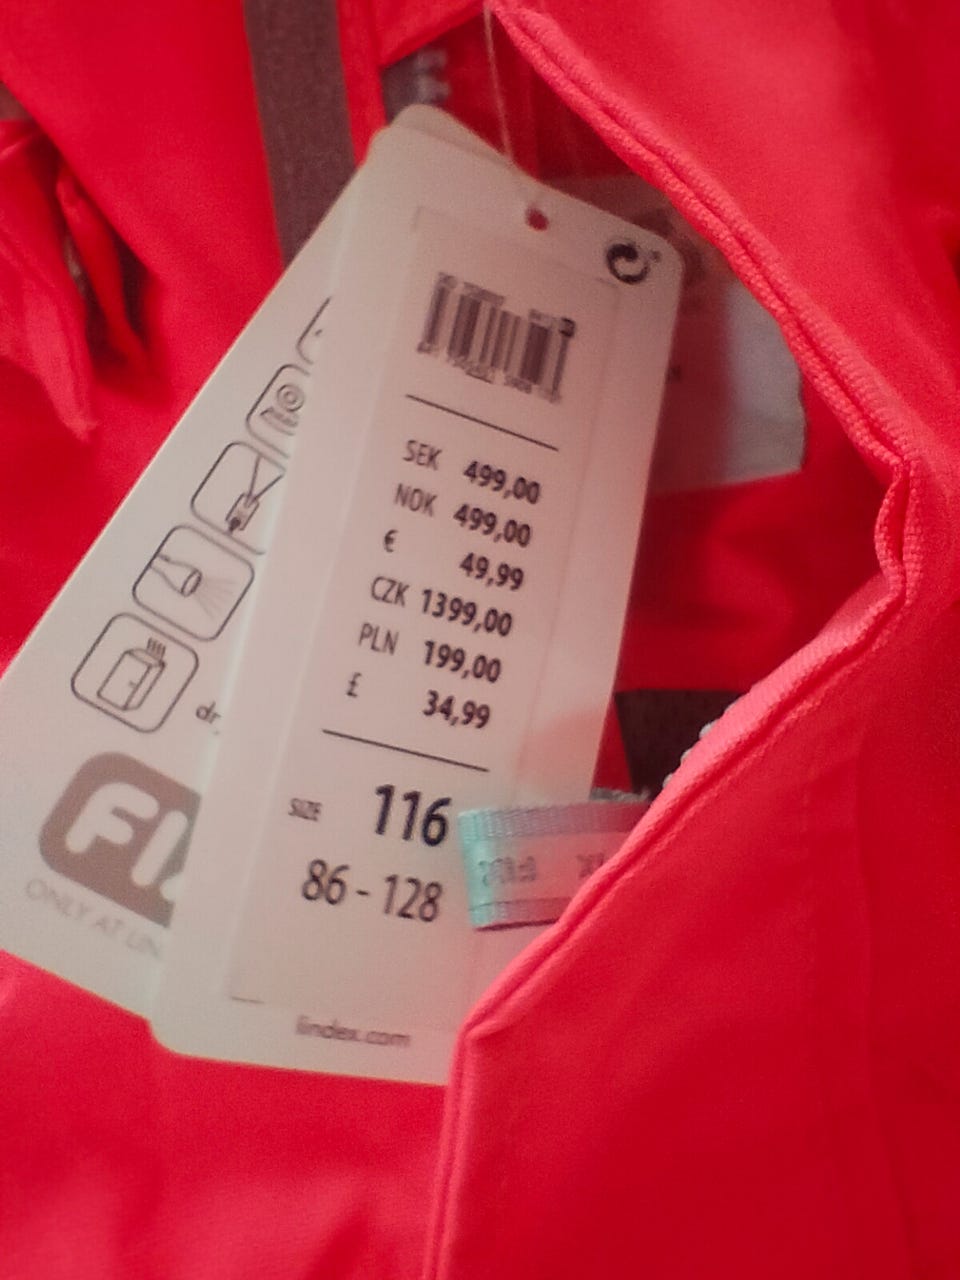 SEK 499,00
NOK 499,00
€ 49,99
CZK 1399,00
PLN 199,00
£ 34,99
SIZE 116
86 - 128
lindex.com
ONLY AT LIN